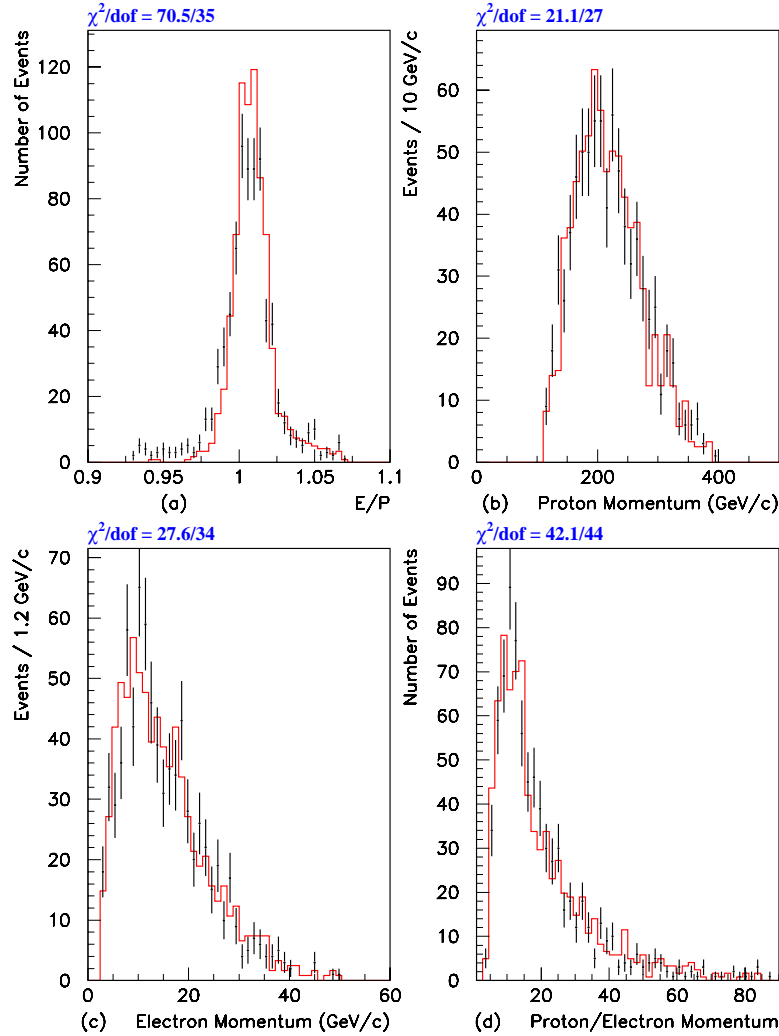 χ²/dof = 70.5/35
Number of Events
120
100
80
60
40
20
0
0.9 0.95 1 1.05 1.1
(a) E/P
χ²/dof = 21.1/27
Events / 10 GeV/c
60
50
40
30
20
10
0
0 200 400
(b) Proton Momentum (GeV/c)
χ²/dof = 27.6/34
Events / 1.2 GeV/c
70
60
50
40
30
20
10
0
0 20 40 60
(c) Electron Momentum (GeV/c)
χ²/dof = 42.1/44
Number of Events
90
80
70
60
50
40
30
20
10
0
20 40 60 80
(d) Proton/Electron Momentum